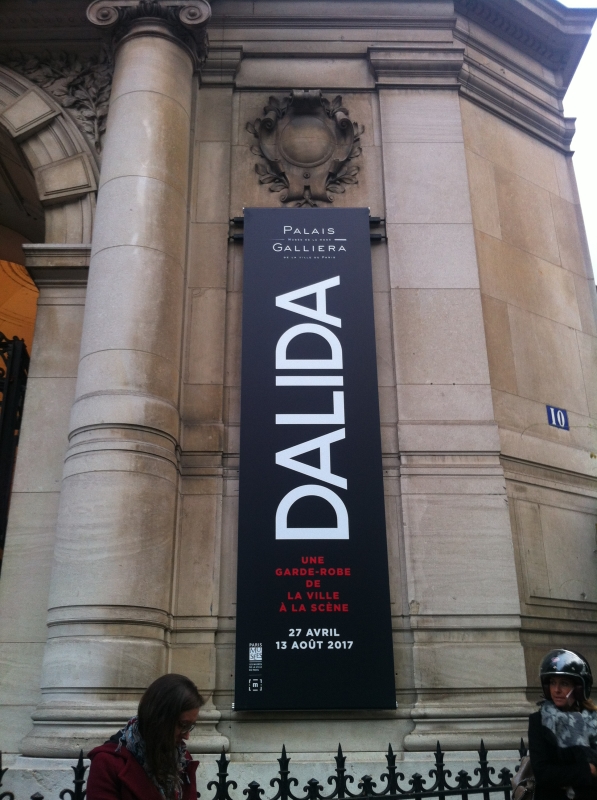 PALAIS
MUSÉE DE LA MODE
GALLIERA
DE LA VILLE DE PARIS
DALIDA
UNE
GARDE-ROBE
DE
LA VILLE
À LA SCÈNE
27 AVRIL
13 AOÛT 2017
PARIS
m
10